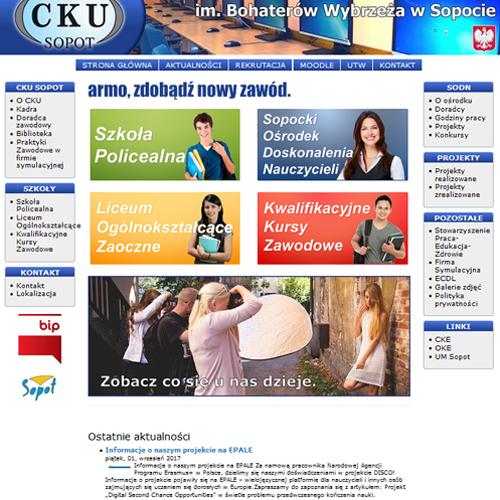 CKU
SOPOT
im. Bohaterów Wybrzeża w Sopocie
STRONA GŁÓWNA
AKTUALNOŚCI
REKRUTACJA
MOODLE
UTW
KONTAKT
CKU SOPOT
O CKU
Kadra
Doradca
zawodowy
Biblioteka
Praktyki
Zawodowe w
firmie
symulacyjnej
SZKOŁY
Szkoła
Policealna
Liceum
Ogólnokształcące
Kwalifikacyjne
Kursy
Zawodowe
KONTAKT
Kontakt
Lokalizacja
bip
Sopot
armo, zdobądź nowy zawód.
Szkoła
Policealna
Sopocki
Ośrodek
Doskonalenia
Nauczycieli
Liceum
Ogólnokształcące
Zaoczne
Kwalifikacyjne
Kursy
Zawodowe
Zobacz co się u nas dzieje.
Ostatnie aktualności
Informacje o naszym projekcie na EPALE
piątek, 01, wrzesień 2017
Informacje o naszym projekcie na EPALE Za namową pracownika Narodowej Agencji
Programu Erasmus+ w Polsce, dzielimy się naszymi doświadczeniami w projekcie DISCO!
Informacje o projekcie pojawiły się na EPALE – wielojęzycznej platformie dla nauczycieli i innych osób
zajmujących się uczeniem się dorosłych w Europie.Zapraszamy do zapoznania się z artykułem: Projekt
„Digital Second Chance Opportunities” w świetle problemu przedwczesnego kończenia nauki.
SODN
O ośrodku
Doradcy
Godziny pracy
Projekty
Konkursy
PROJEKTY
Projekty
realizowane
Projekty
zrealizowane
POZOSTAŁE
Stowarzyszenie
Praca-
Edukacja-
Zdrowie
Firma
Symulacyjna
ECDL
Galerie zdjęć
Polityka
prywatności
LINKI
CKE
OKE
UM Sopot